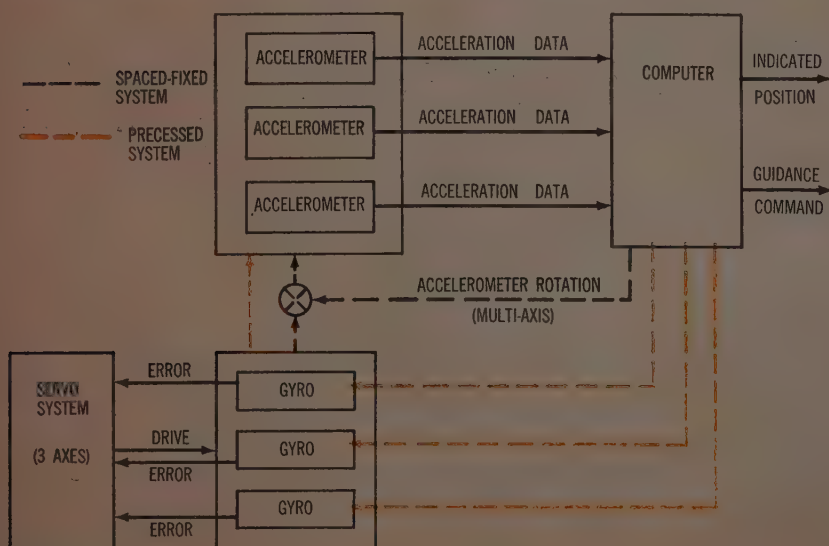 SPACED-FIXED
SYSTEM
PRECESSED
SYSTEM
ACCELEROMETER
ACCELEROMETER
ACCELEROMETER
ACCELERATION DATA
ACCELERATION DATA
ACCELERATION DATA
COMPUTER
INDICATED
POSITION
GUIDANCE
COMMAND
ACCELEROMETER ROTATION
(MULTI-AXIS)
SERVO
SYSTEM
(3 AXES)
ERROR
DRIVE
ERROR
ERROR
GYRO
GYRO
GYRO